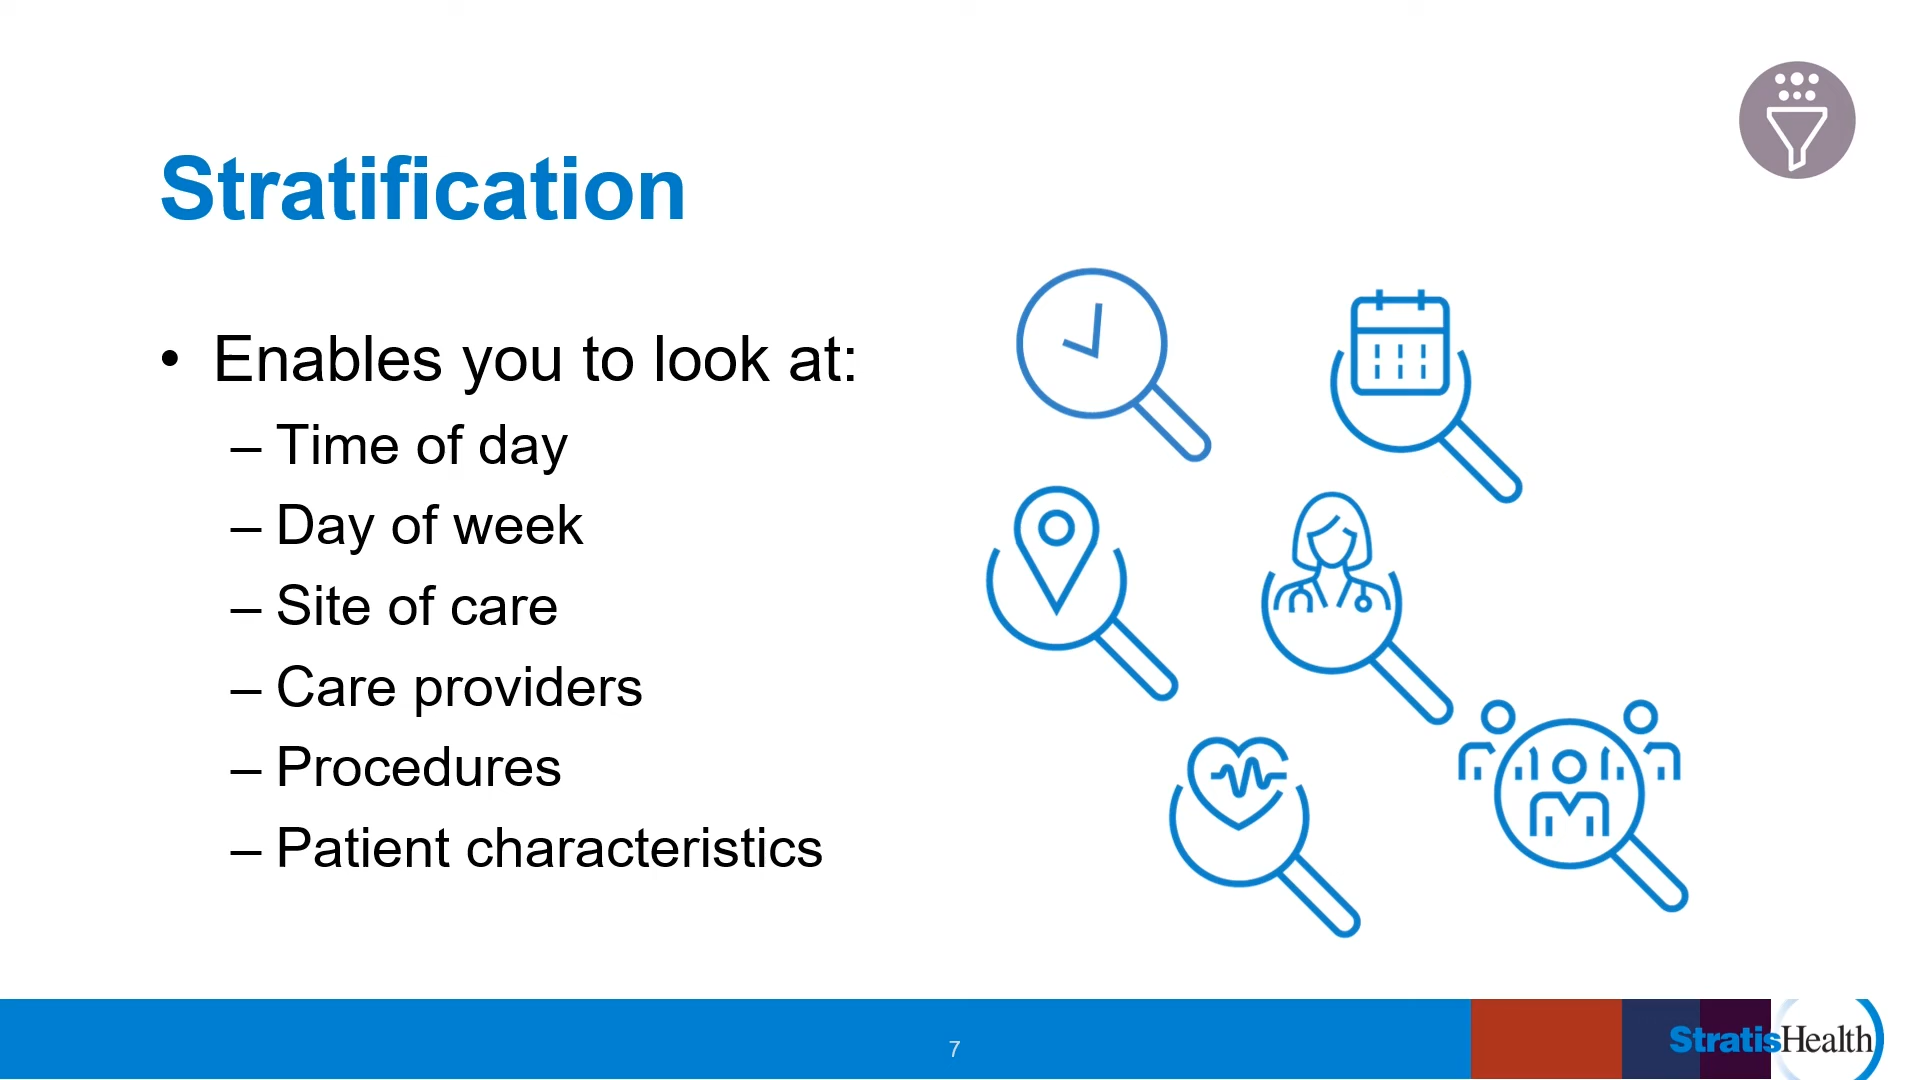 Stratification
• Enables you to look at:
– Time of day
– Day of week
– Site of care
– Care providers
– Procedures
– Patient characteristics
7
StratisHealth